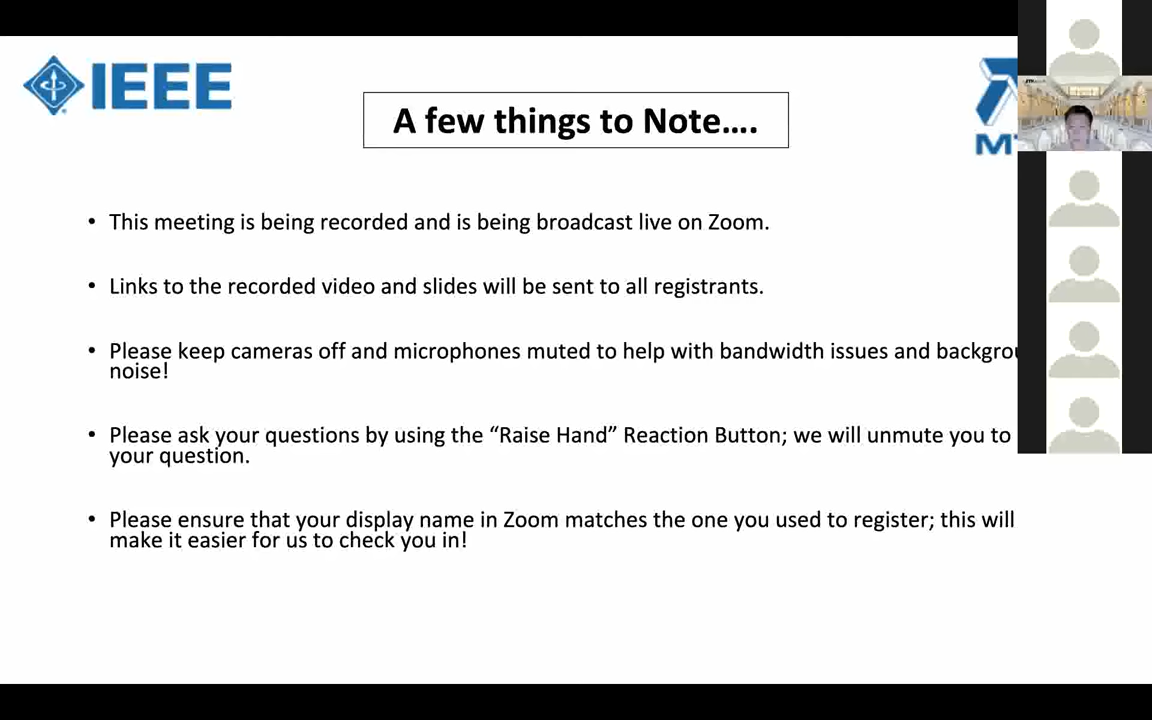 IEEE
A few things to Note....
• This meeting is being recorded and is being broadcast live on Zoom.
• Links to the recorded video and slides will be sent to all registrants.
• Please keep cameras off and microphones muted to help with bandwidth issues and backgrou
noise!
• Please ask your questions by using the “Raise Hand” Reaction Button; we will unmute you to
your question.
• Please ensure that your display name in Zoom matches the one you used to register; this will
make it easier for us to check you in!